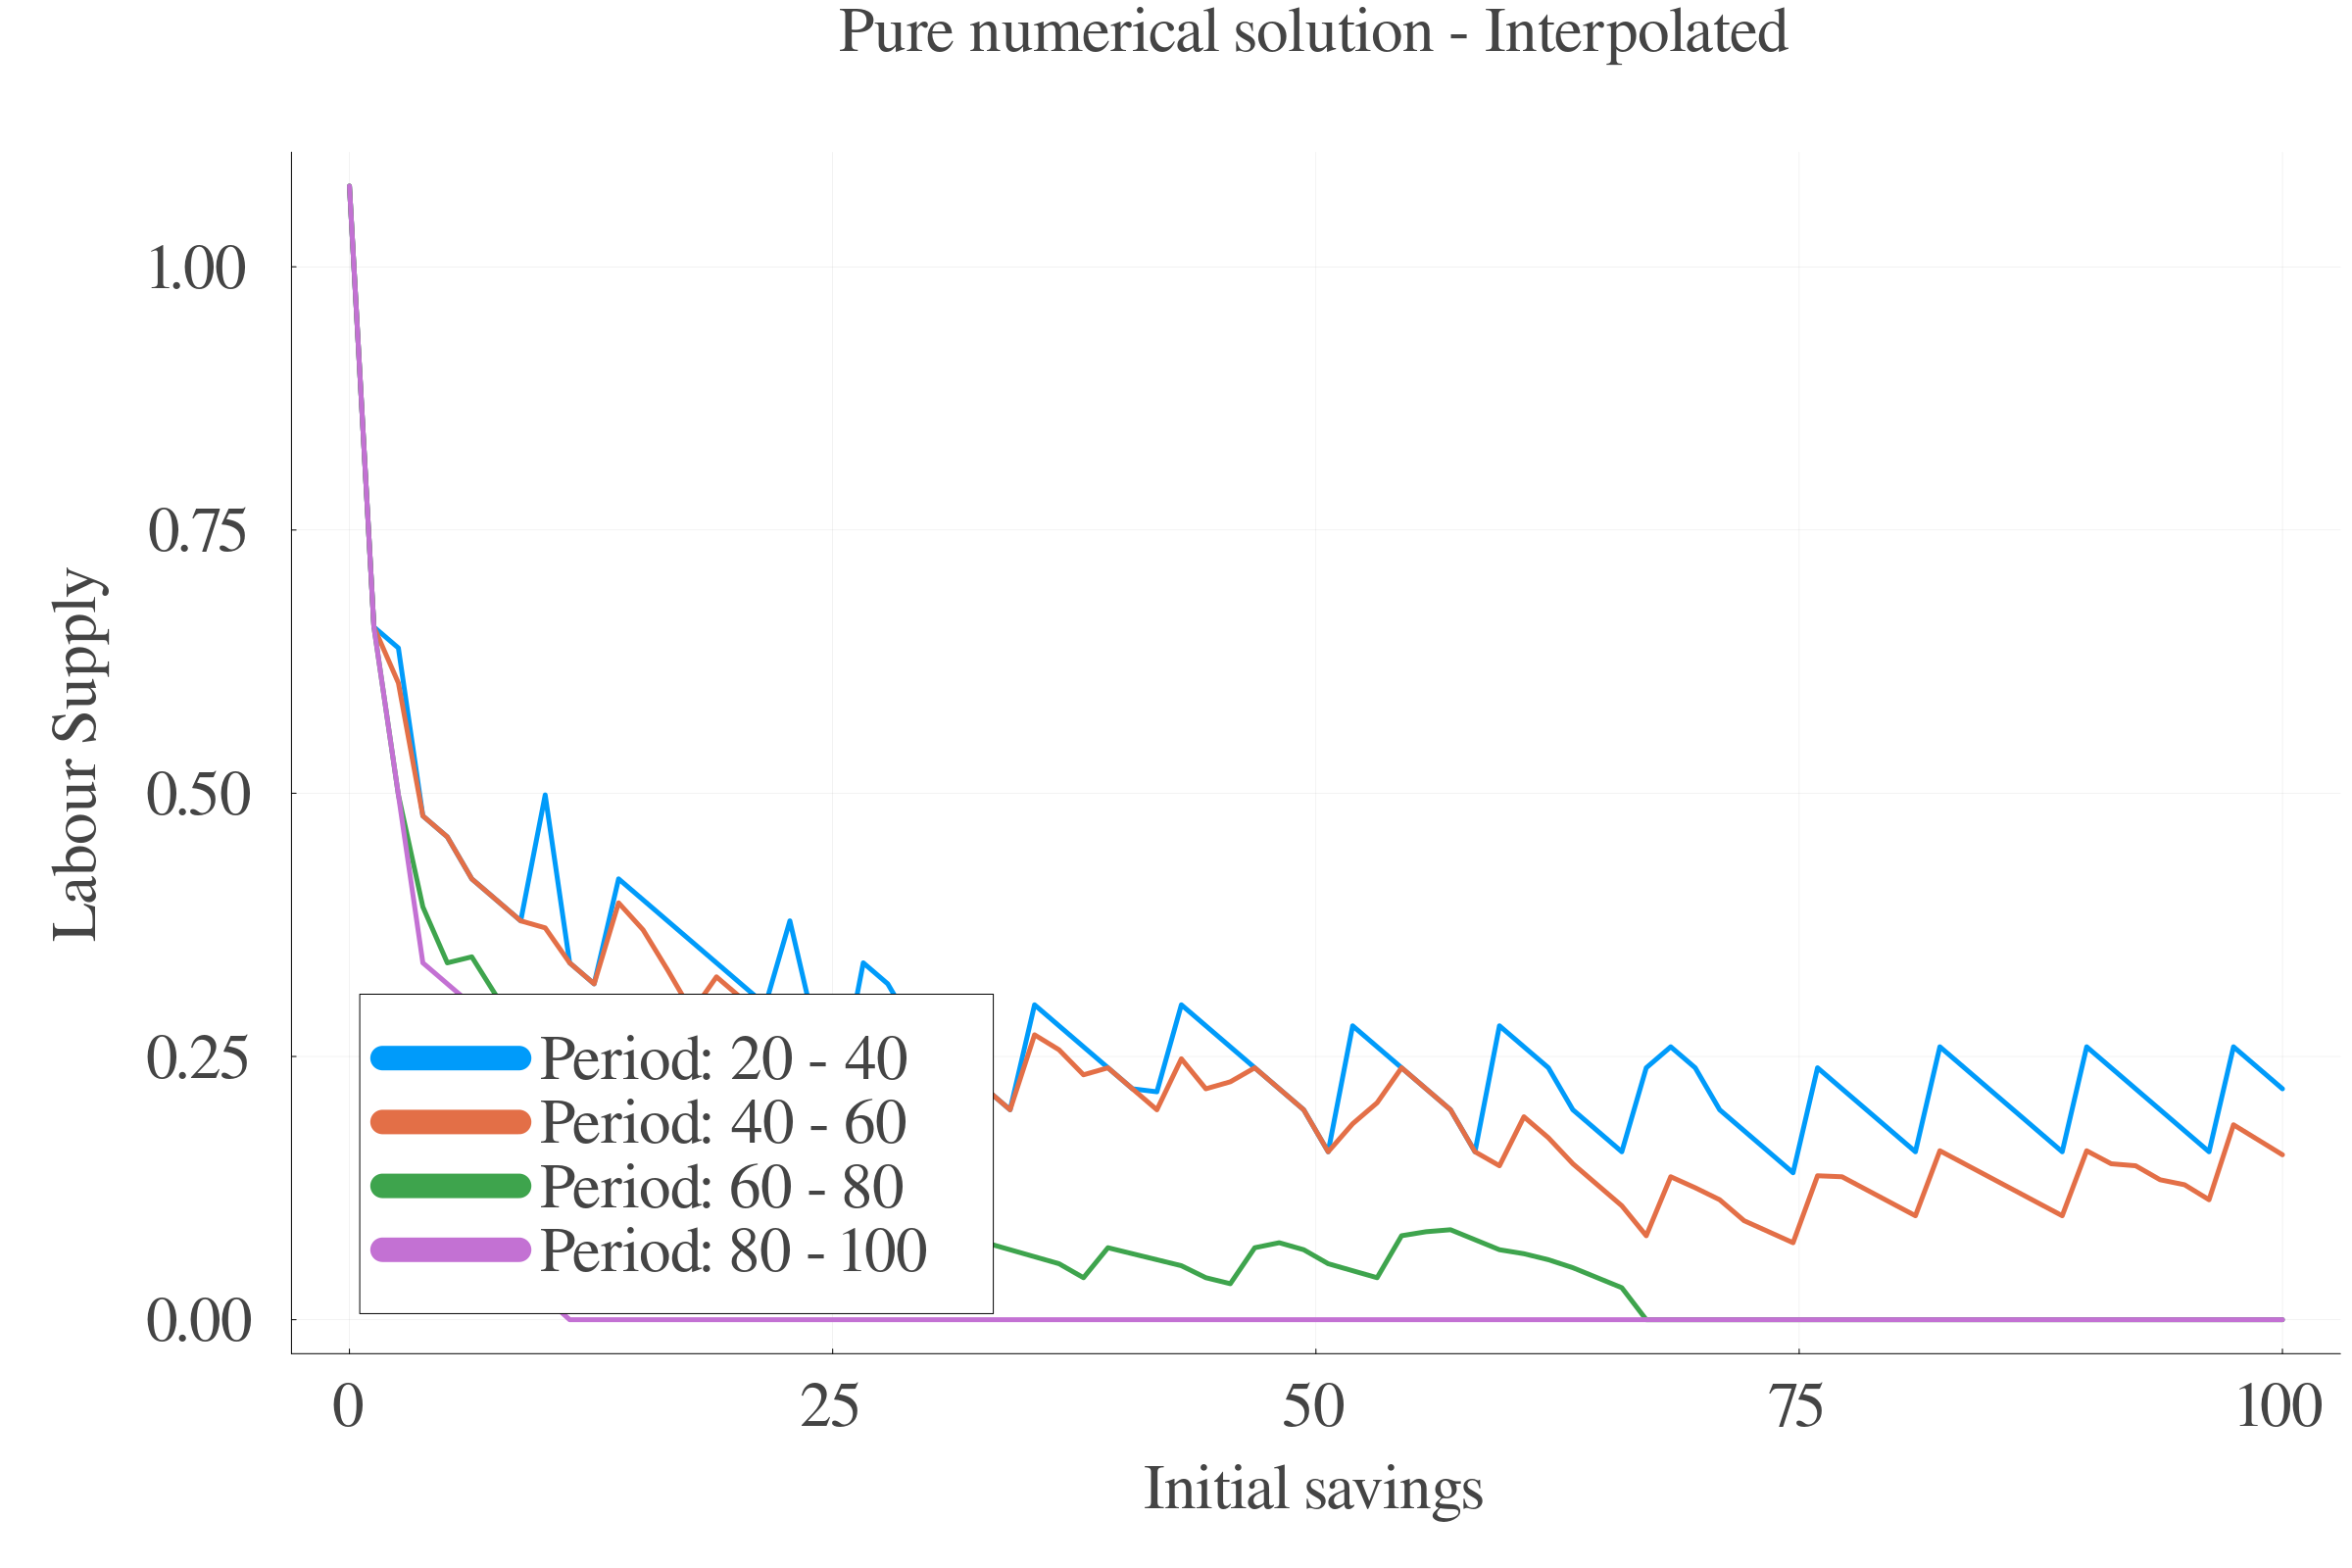 Pure numerical solution - Interpolated
Labour Supply
1.00
0.75
0.50
0.25
0.00
Period: 20 - 40
Period: 40 - 60
Period: 60 - 80
Period: 80 - 100
0 25 50 75 100
Initial savings